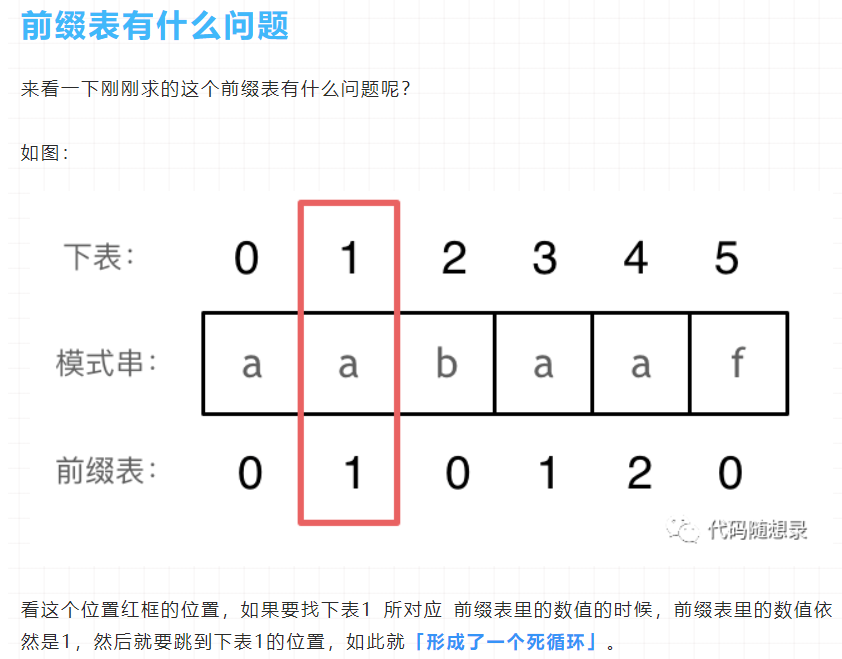 前缀表有什么问题
来看一下刚刚求的这个前缀表有什么问题呢？
如图：
下表： 0 1 2 3 4 5
模式串： a a b a a f
前缀表： 0 1 0 1 2 0
代码随想录
看这个位置红框的位置，如果要找下表1 所对应 前缀表里的数值的时候，前缀表里的数值依
然是1，然后就要跳到下表1的位置，如此就「形成了一个死循环」。